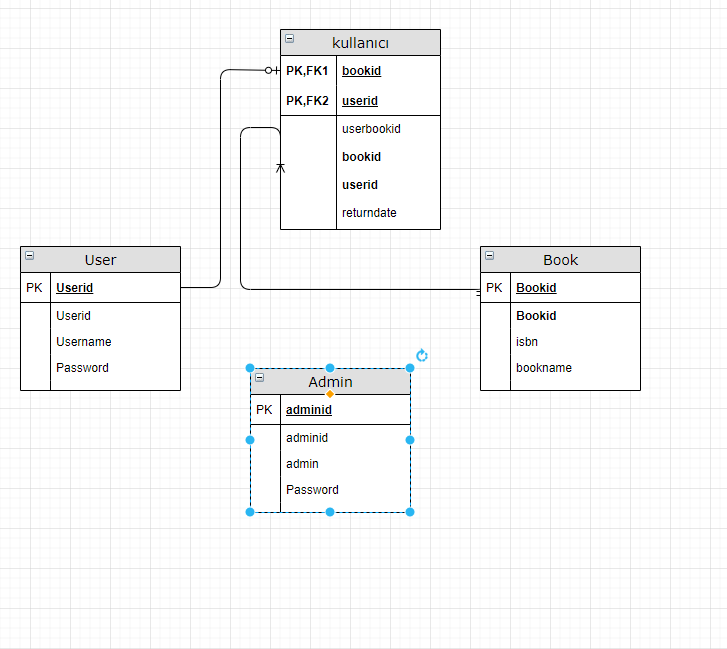 kullanıcı
PK,FK1 bookid
PK,FK2 userid
userbookid
bookid
userid
returndate
User
PK Userid
Userid
Username
Password
Book
PK Bookid
Bookid
isbn
bookname
Admin
PK adminid
adminid
admin
Password